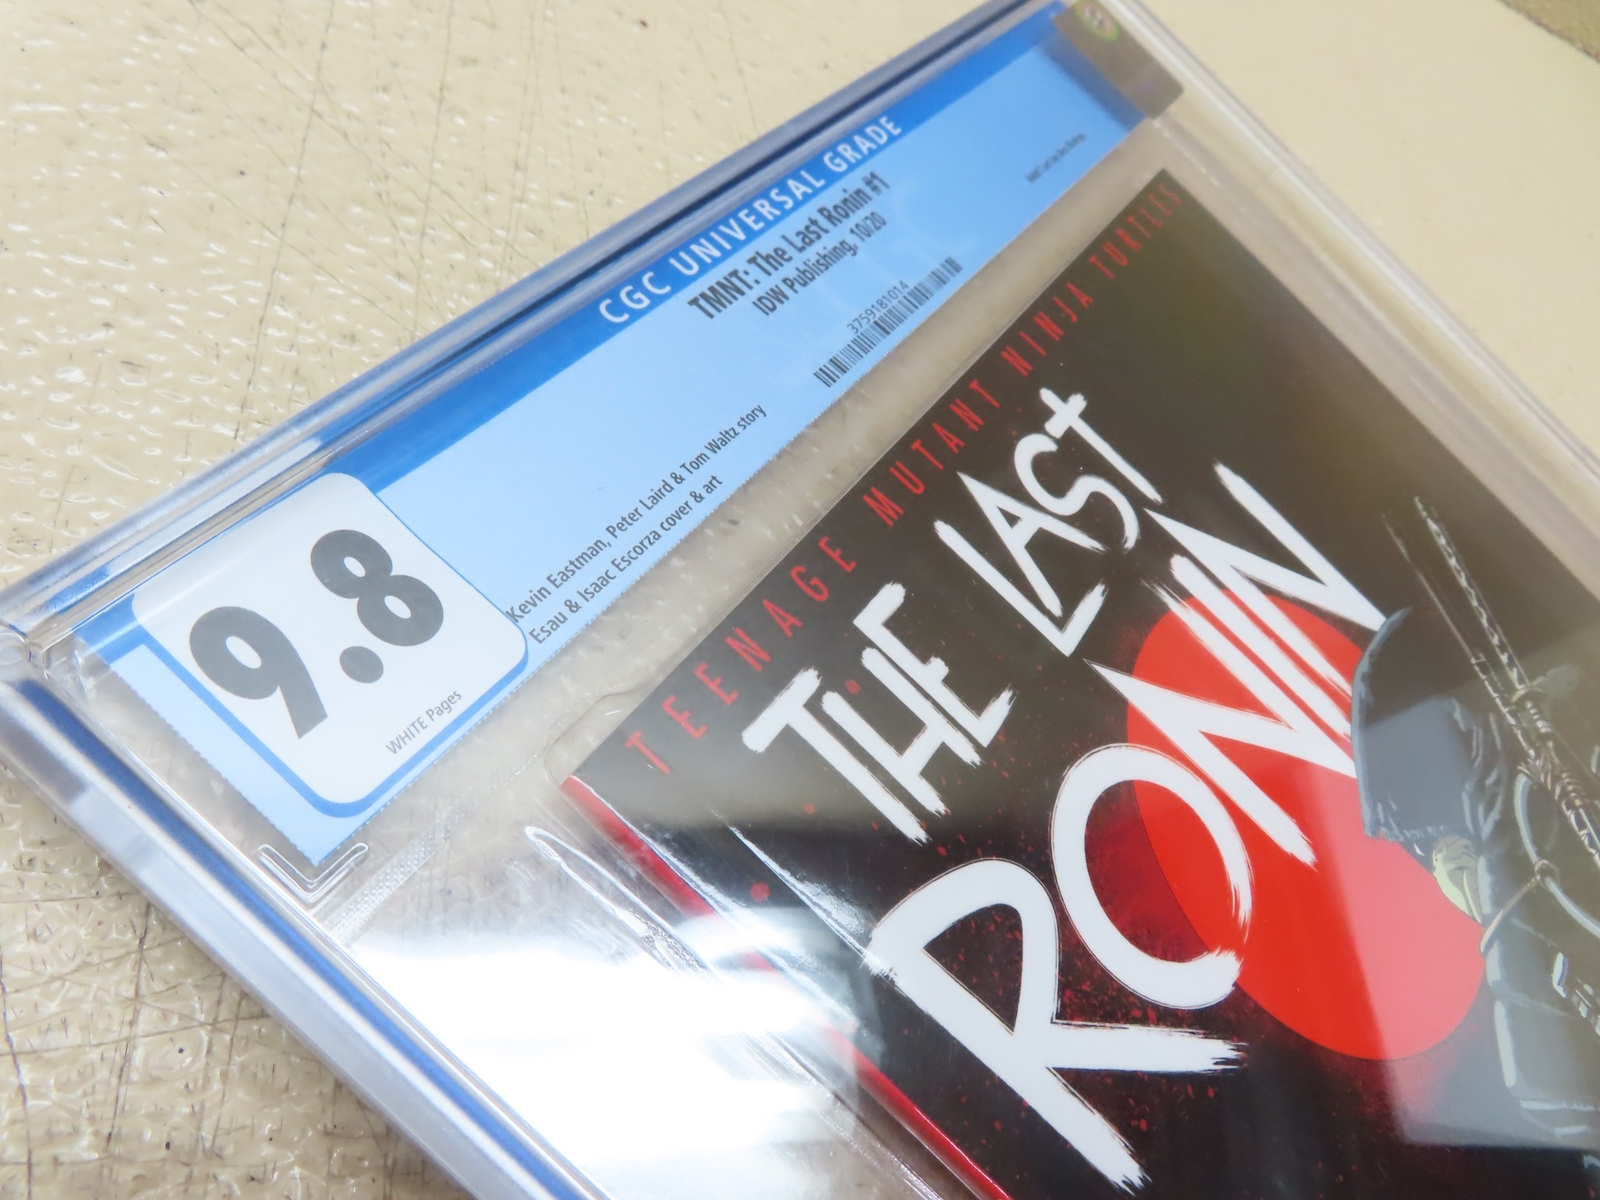 CGC UNIVERSAL GRADE
TMNT: The Last Ronin #1
IDW Publishing, 10/20
3759181014
9.8
WHITE Pages
Kevin Eastman, Peter Laird & Tom Waltz story
Esau & Isaac Escorza cover & art
TEENAGE MUTANT NINJA TURTLES
THE LAST
RONIN